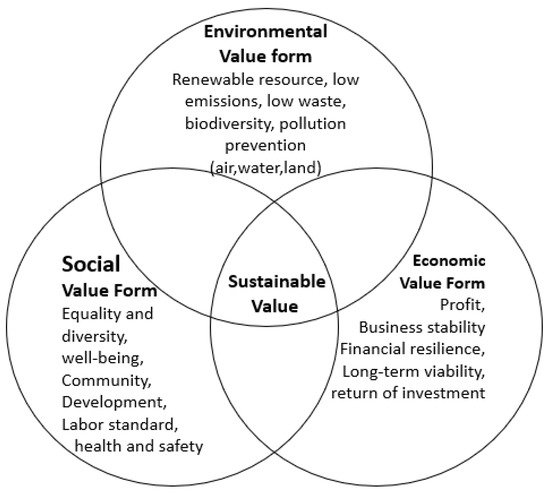 Environmental
Value form
Renewable resource, low
emissions, low waste,
biodiversity, pollution
prevention
(air,water,land)
Social
Value Form
Equality and
diversity,
well-being,
Community,
Development,
Labor standard,
health and safety
Sustainable
Value
Economic
Value Form
Profit,
Business stability
Financial resilience,
Long-term viability,
return of investment